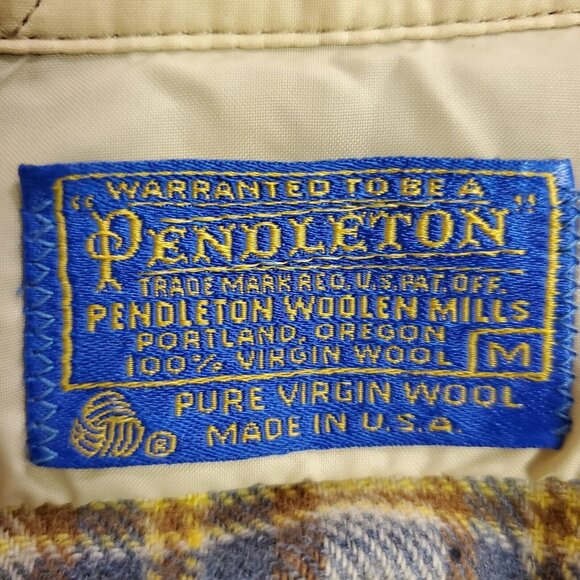 WARRANTED TO BE A
"PENDLETON"
TRADE MARK REG. U.S. PAT. OFF.
PENDLETON WOOLEN MILLS
PORTLAND, OREGON
100% VIRGIN WOOL M
® PURE VIRGIN WOOL
MADE IN U.S.A.